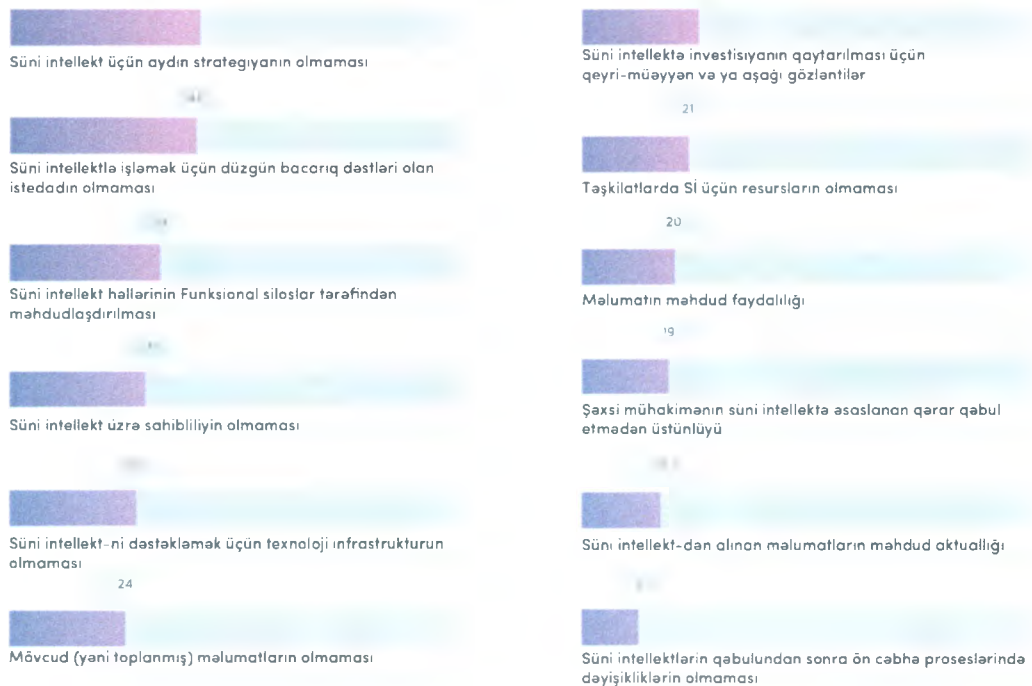 Süni intellekt üçün aydın strategiyanın olmaması
Süni intellektlə işləmək üçün düzgün bacarıq dəstləri olan
istedadın olmaması
Süni intellekt həllərinin Funksional siloslar tərəfindən
məhdudlaşdırılması
Süni intellekt üzrə sahibliliyin olmaması
Süni intellekt-ni dəstəkləmək üçün texnoloji infrastrukturun
olmaması
24
Mövcud (yəni toplanmış) məlumatların olmaması
Süni intellektə investisiyanın qaytarılması üçün
qeyri-müəyyən və ya aşağı gözləntilər
21
Təşkilatlarda Sİ üçün resursların olmaması
20
Məlumatın məhdud faydalılığı
19
Şəxsi mühakimənin süni intellektə əsaslanan qərar qəbul
etmədən üstünlüyü
Süni intellekt-dən alınan məlumatların məhdud aktuallığı
Süni intellektlərin qəbulundan sonra ön cəbhə proseslərində
dəyişikliklərin olmaması